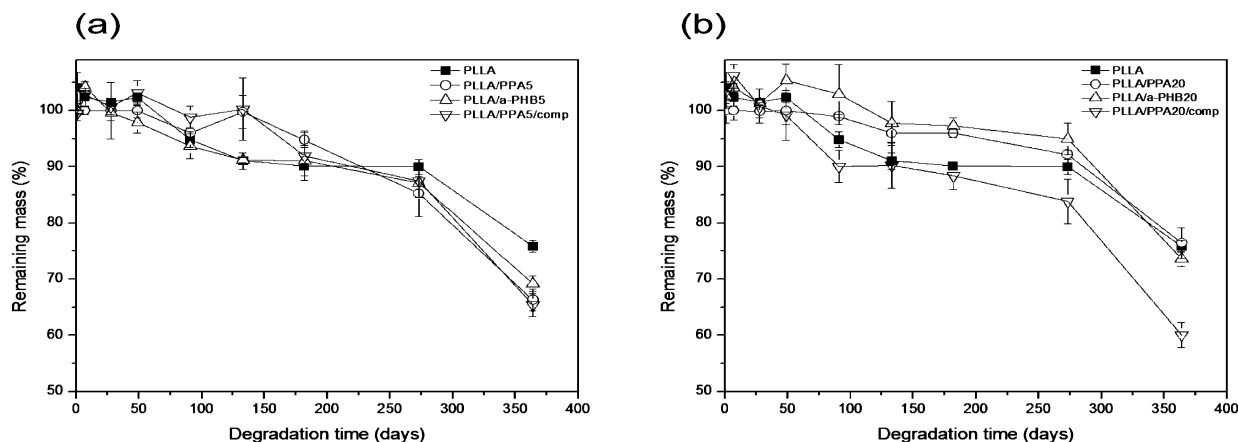 (a)
PLLA
PLLA/PPA5
PLLA/a-PHB5
PLLA/PPA5/comp
100
90
80
70
60
50
Remaining mass (%)
0 50 100 150 200 250 300 350 400
Degradation time (days)
(b)
PLLA
PLLA/PPA20
PLLA/a-PHB20
PLLA/PPA20/comp
100
90
80
70
60
50
Remaining mass (%)
0 50 100 150 200 250 300 350 400
Degradation time (days)